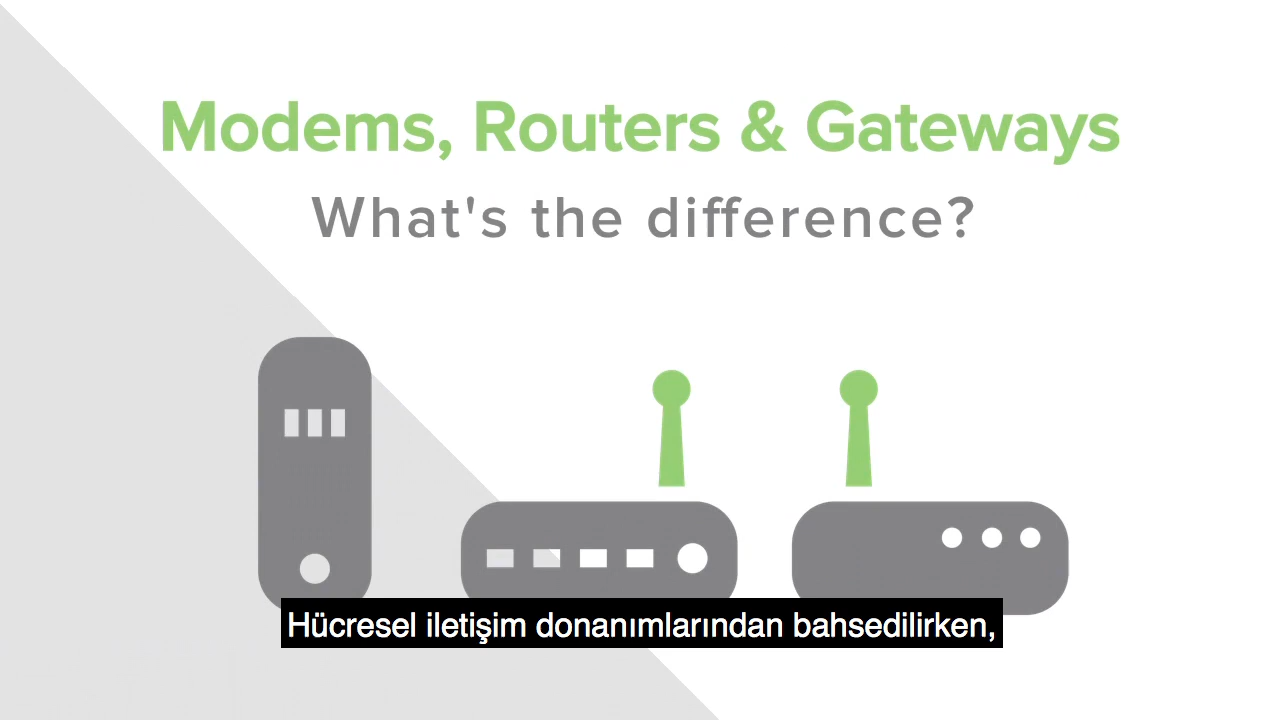 Modems, Routers & Gateways
What's the difference?
Hücresel iletişim donanımlarından bahsedilirken,